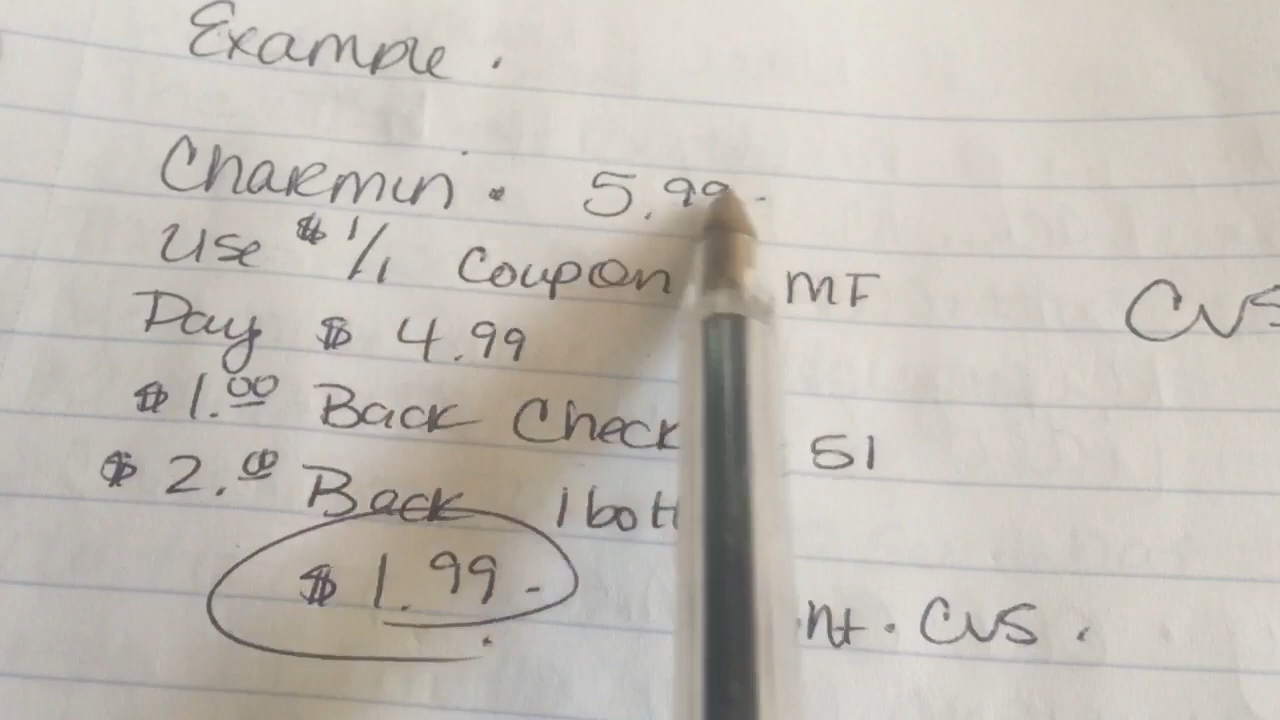 Example.
Charmin. 5.99.
Use $1/1 Coupon MF
Pay $ 4.99
CVS
$1.00 Back Check 51
$2.00 Back
$1.99.
CVS.